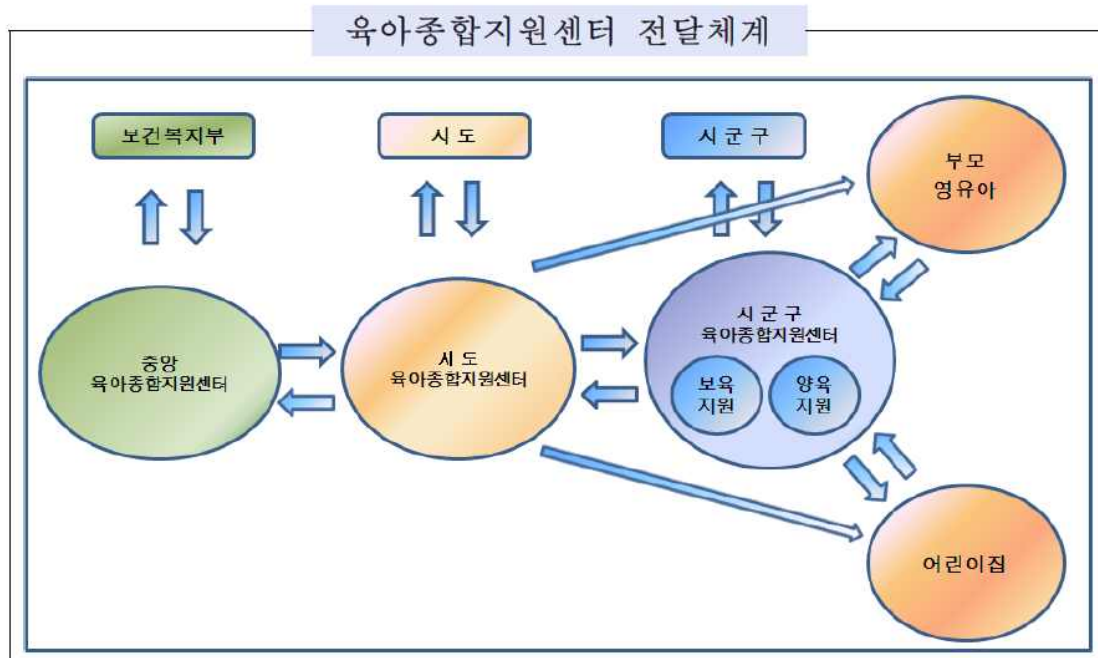 육아종합지원센터 전달체계
보건복지부
시 도
시 군 구
부모
영유아
중앙
육아종합지원센터
시 도
육아종합지원센터
시 군 구
육아종합지원센터
보육
지원
양육
지원
어린이집